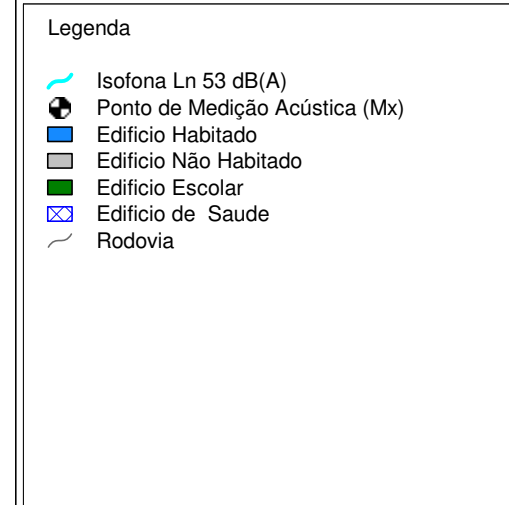 Legenda
Isofona Ln 53 dB(A)
Ponto de Medição Acústica (Mx)
Edificio Habitado
Edificio Não Habitado
Edificio Escolar
Edificio de Saude
Rodovia